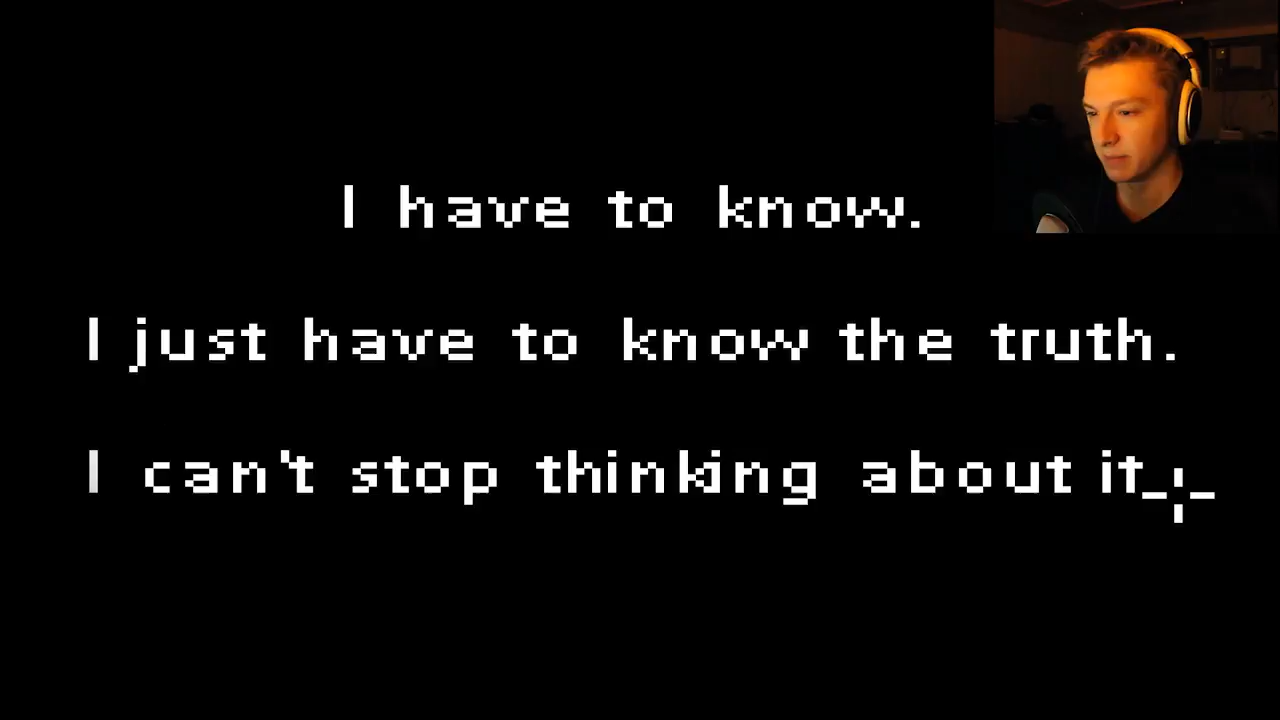 I have to know.
I just have to know the truth.
I can't stop thinking about it